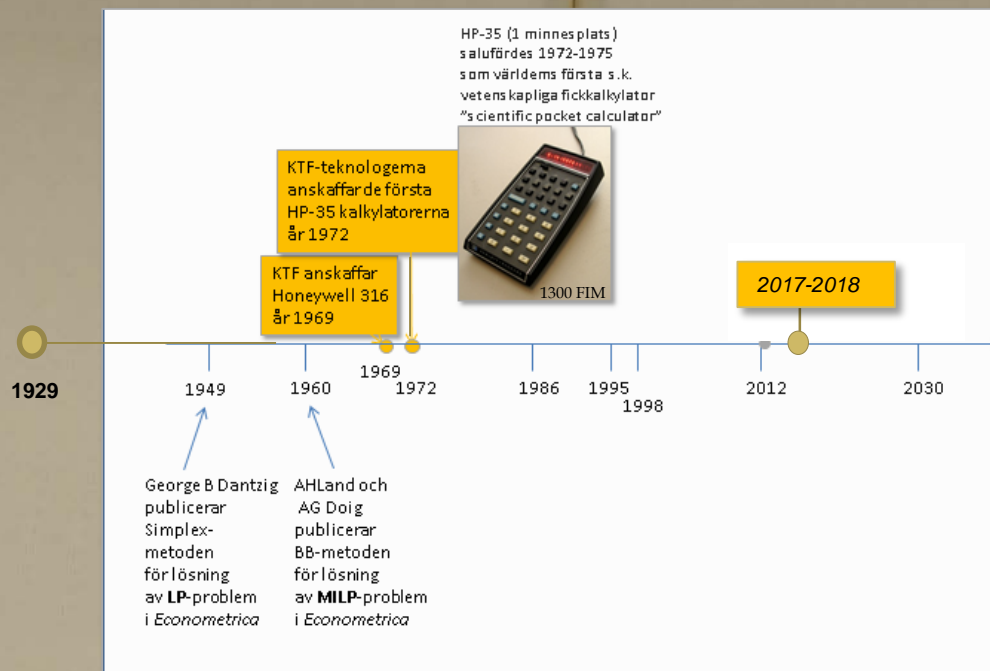 HP-35 (1 minnesplats)
salufördes 1972-1975
som världems första s.k.
vetenskapliga fickkalkylator
"scientific pocket calculator"
KTF-teknologerna
anskaffarde första
HP-35 kalkylatorerna
år 1972
1300 FIM
KTF anskaffar
Honeywell 316
år 1969
2017-2018
1929
1949
1960
1969
1972
1986
1995
1998
2012
2030
George B Dantzig
publicerar
Simplex-
metoden
för lösning
av LP-problem
i Econometrica
AHLand och
AG Doig
publicerar
BB-metoden
för lösning
av MILP-problem
i Econometrica